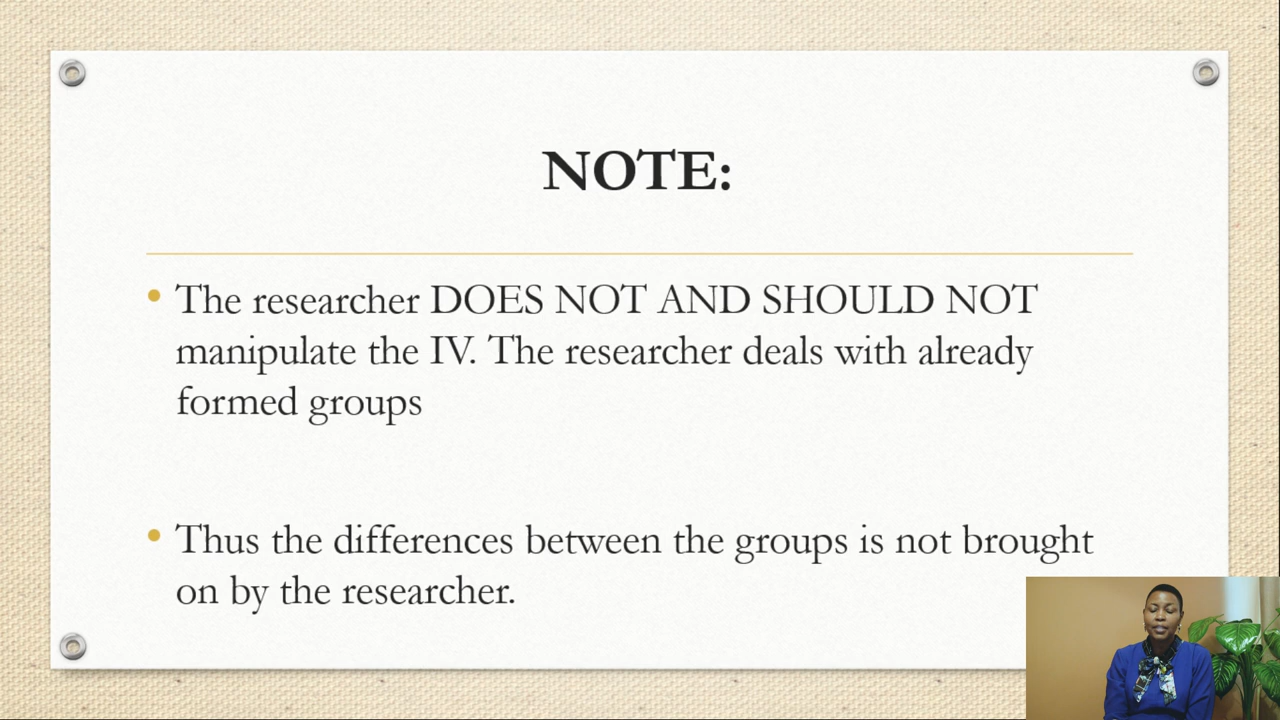 NOTE:
• The researcher DOES NOT AND SHOULD NOT
manipulate the IV. The researcher deals with already
formed groups
• Thus the differences between the groups is not brought
on by the researcher.